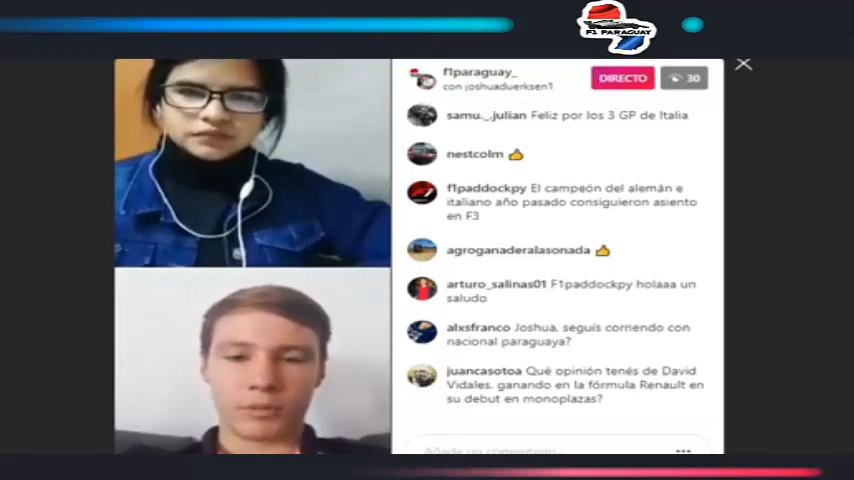 F1 PARAGUAY
f1paraguay_
con joshuaduerksen1
DIRECTO
30
samu._.julian Feliz por los 3 GP de Italia
nestcolm 👍
f1paddockpy El campeón del alemán e
italiano año pasado consiguieron asiento
en F3
agroganaderalasonada 👍
arturo_salinas01 F1paddockpy holaaa un
saludo
alxsfranco Joshua, seguís corriendo con
nacional paraguaya?
juancasotoa Qué opinión tenés de David
Vidales, ganando en la fórmula Renault en
su debut en monoplazas?
Añade un comentario...